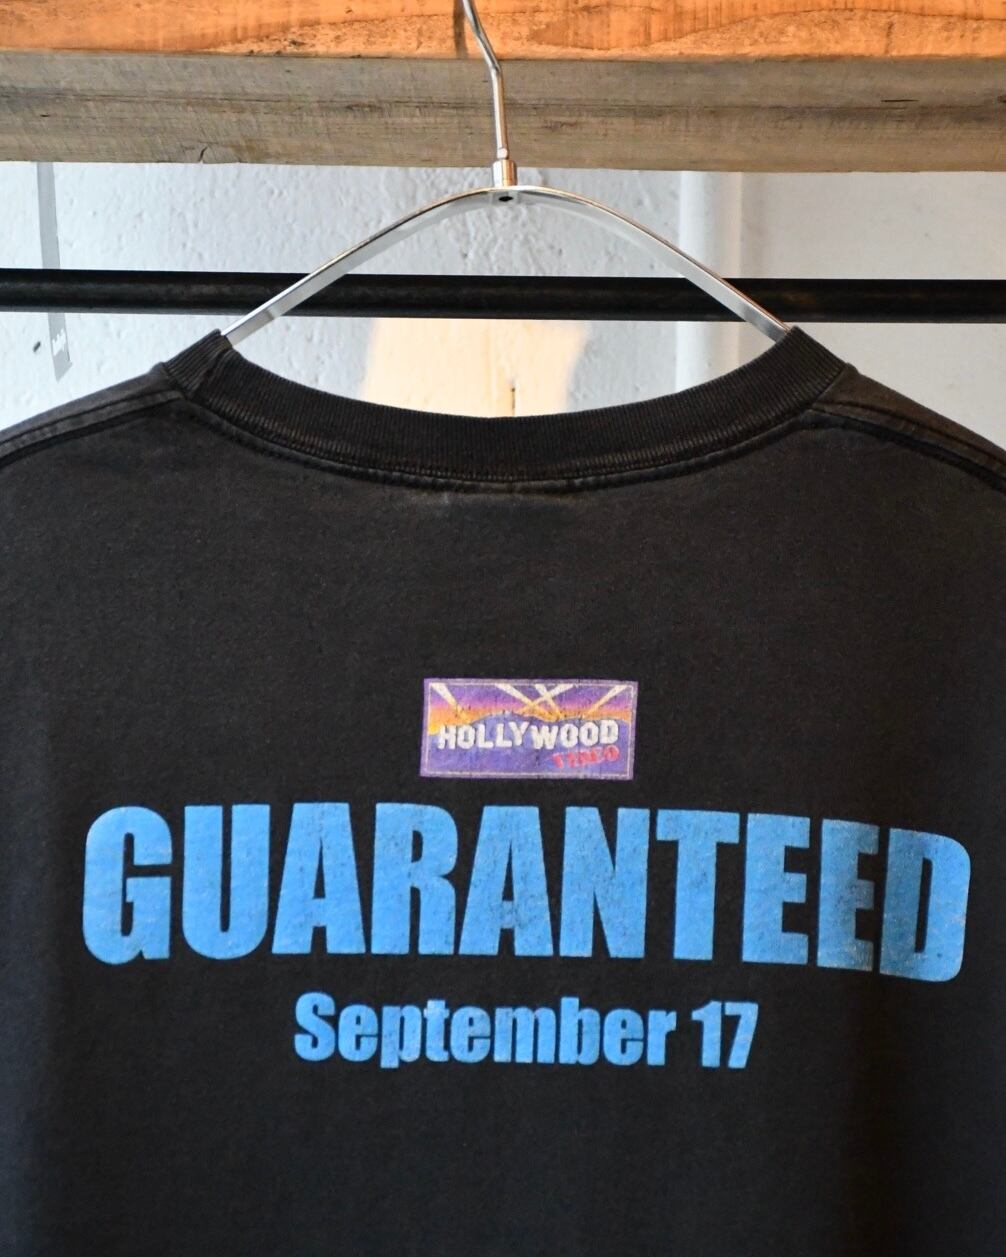 HOLLYWOOD
VIDEO
GUARANTEED
September 17